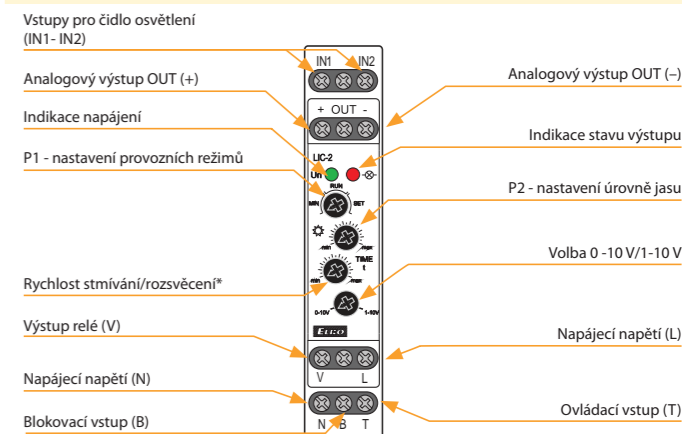 Vstupy pro čidlo osvětlení
(IN1- IN2)
Analogový výstup OUT (+)
Indikace napájení
P1 - nastavení provozních režimů
Rychlost stmívání/rozsvěcení*
Výstup relé (V)
Napájecí napětí (N)
Blokovací vstup (B)
IN1 IN2
+ OUT -
LIC-2
Un
RUN
MIN SET
min max
TIME
t
min max
0-10V 1-10V
ELKO
V L
N B T
Analogový výstup OUT (–)
Indikace stavu výstupu
P2 - nastavení úrovně jasu
Volba 0 -10 V/1-10 V
Napájecí napětí (L)
Ovládací vstup (T)